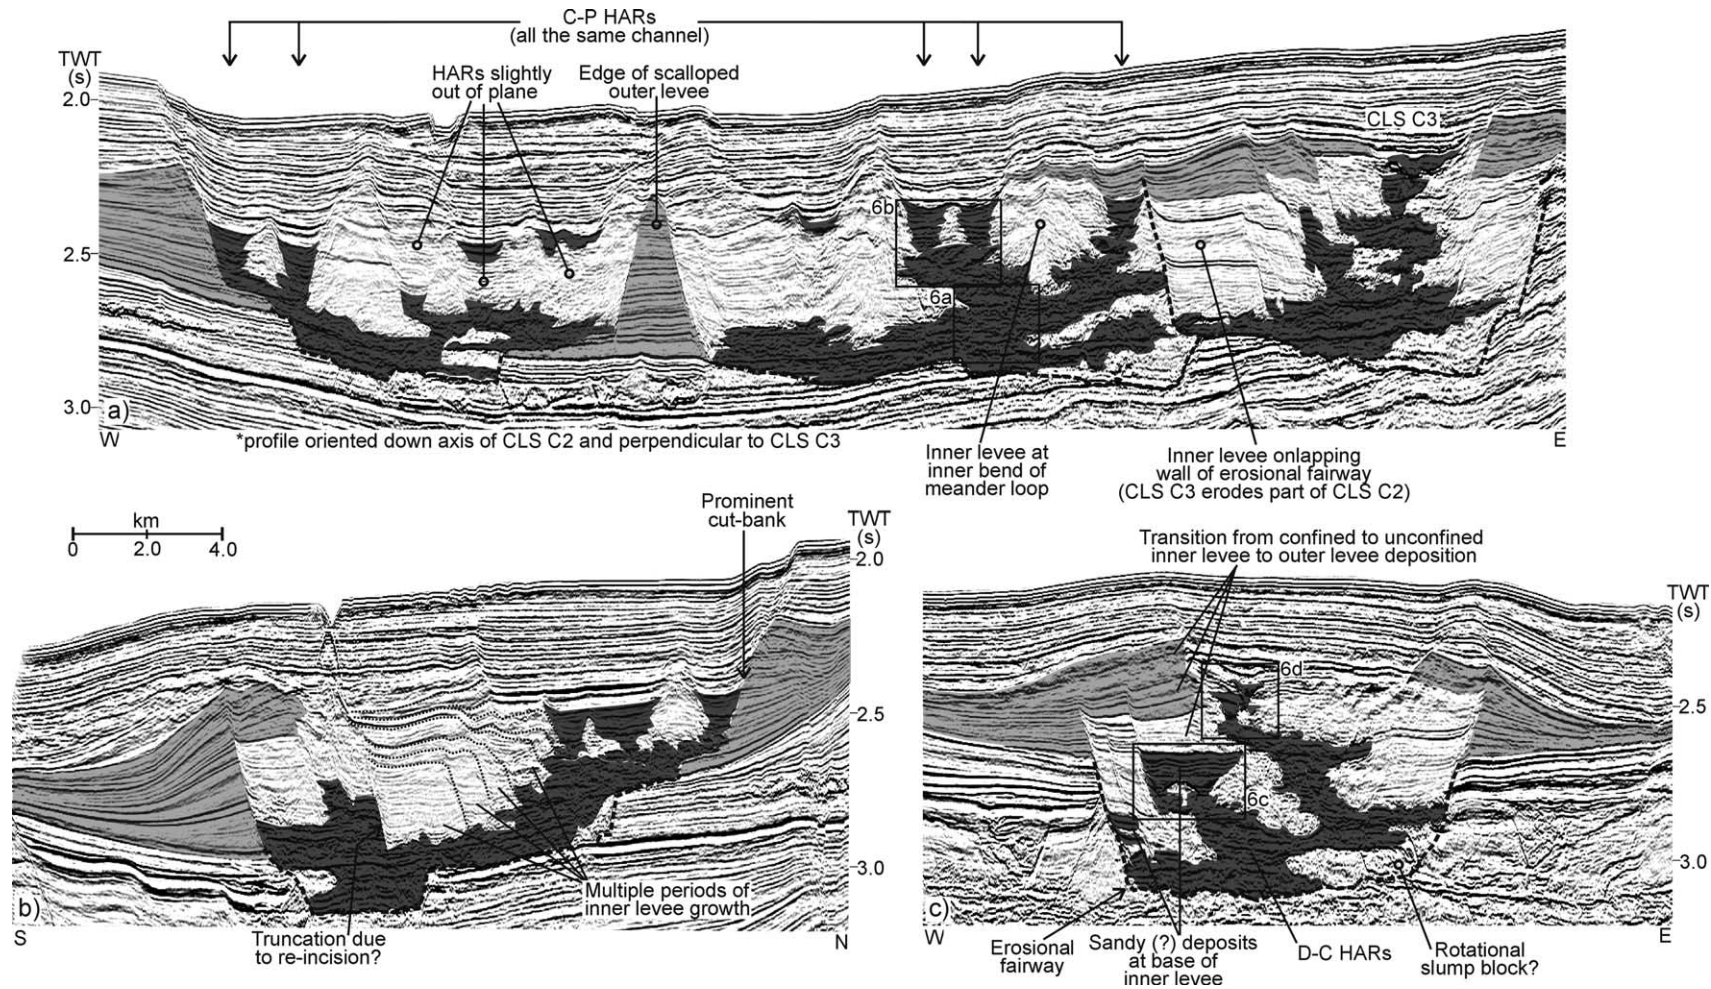 C-P HARs
(all the same channel)
TWT
(s)
HARs slightly
out of plane
Edge of scalloped
outer levee
2.0
CLS C3
6b
2.5
6a
3.0
a)
W
*profile oriented down axis of CLS C2 and perpendicular to CLS C3
E
Inner levee at
inner bend of
meander loop
Inner levee onlapping
wall of erosional fairway
(CLS C3 erodes part of CLS C2)
Prominent
cut-bank
km
0 2.0 4.0
TWT
(s)
2.0
2.5
3.0
Multiple periods of
inner levee growth
b)
S
Truncation due
to re-incision?
N
Transition from confined to unconfined
inner levee to outer levee deposition
TWT
(s)
6d
2.5
6c
3.0
c)
W
E
Erosional
fairway
Sandy (?) deposits
at base of
inner levee
D-C HARs
Rotational
slump block?